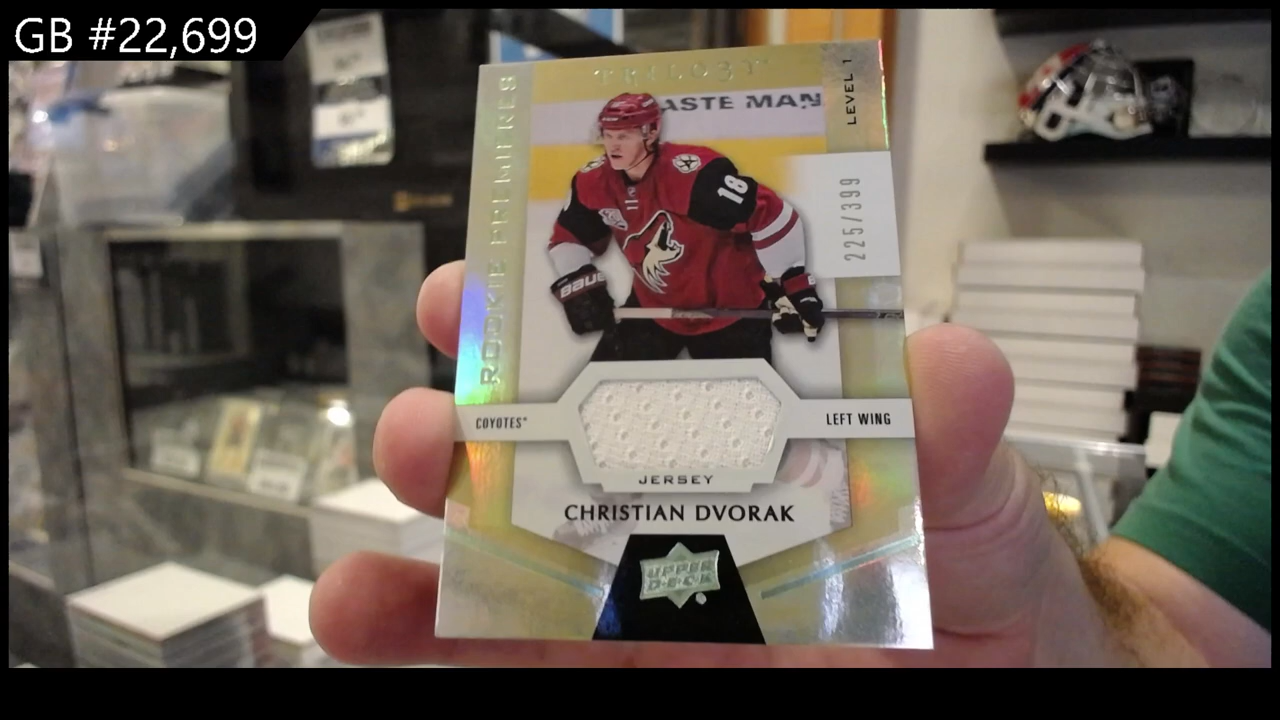 GB #22,699
TRILOGY
LEVEL 1
ASTE MAN
ROOKIE PREMIERES
18
225/399
BAUE
COYOTES
LEFT WING
JERSEY
CHRISTIAN DVORAK
UPPER
DECK